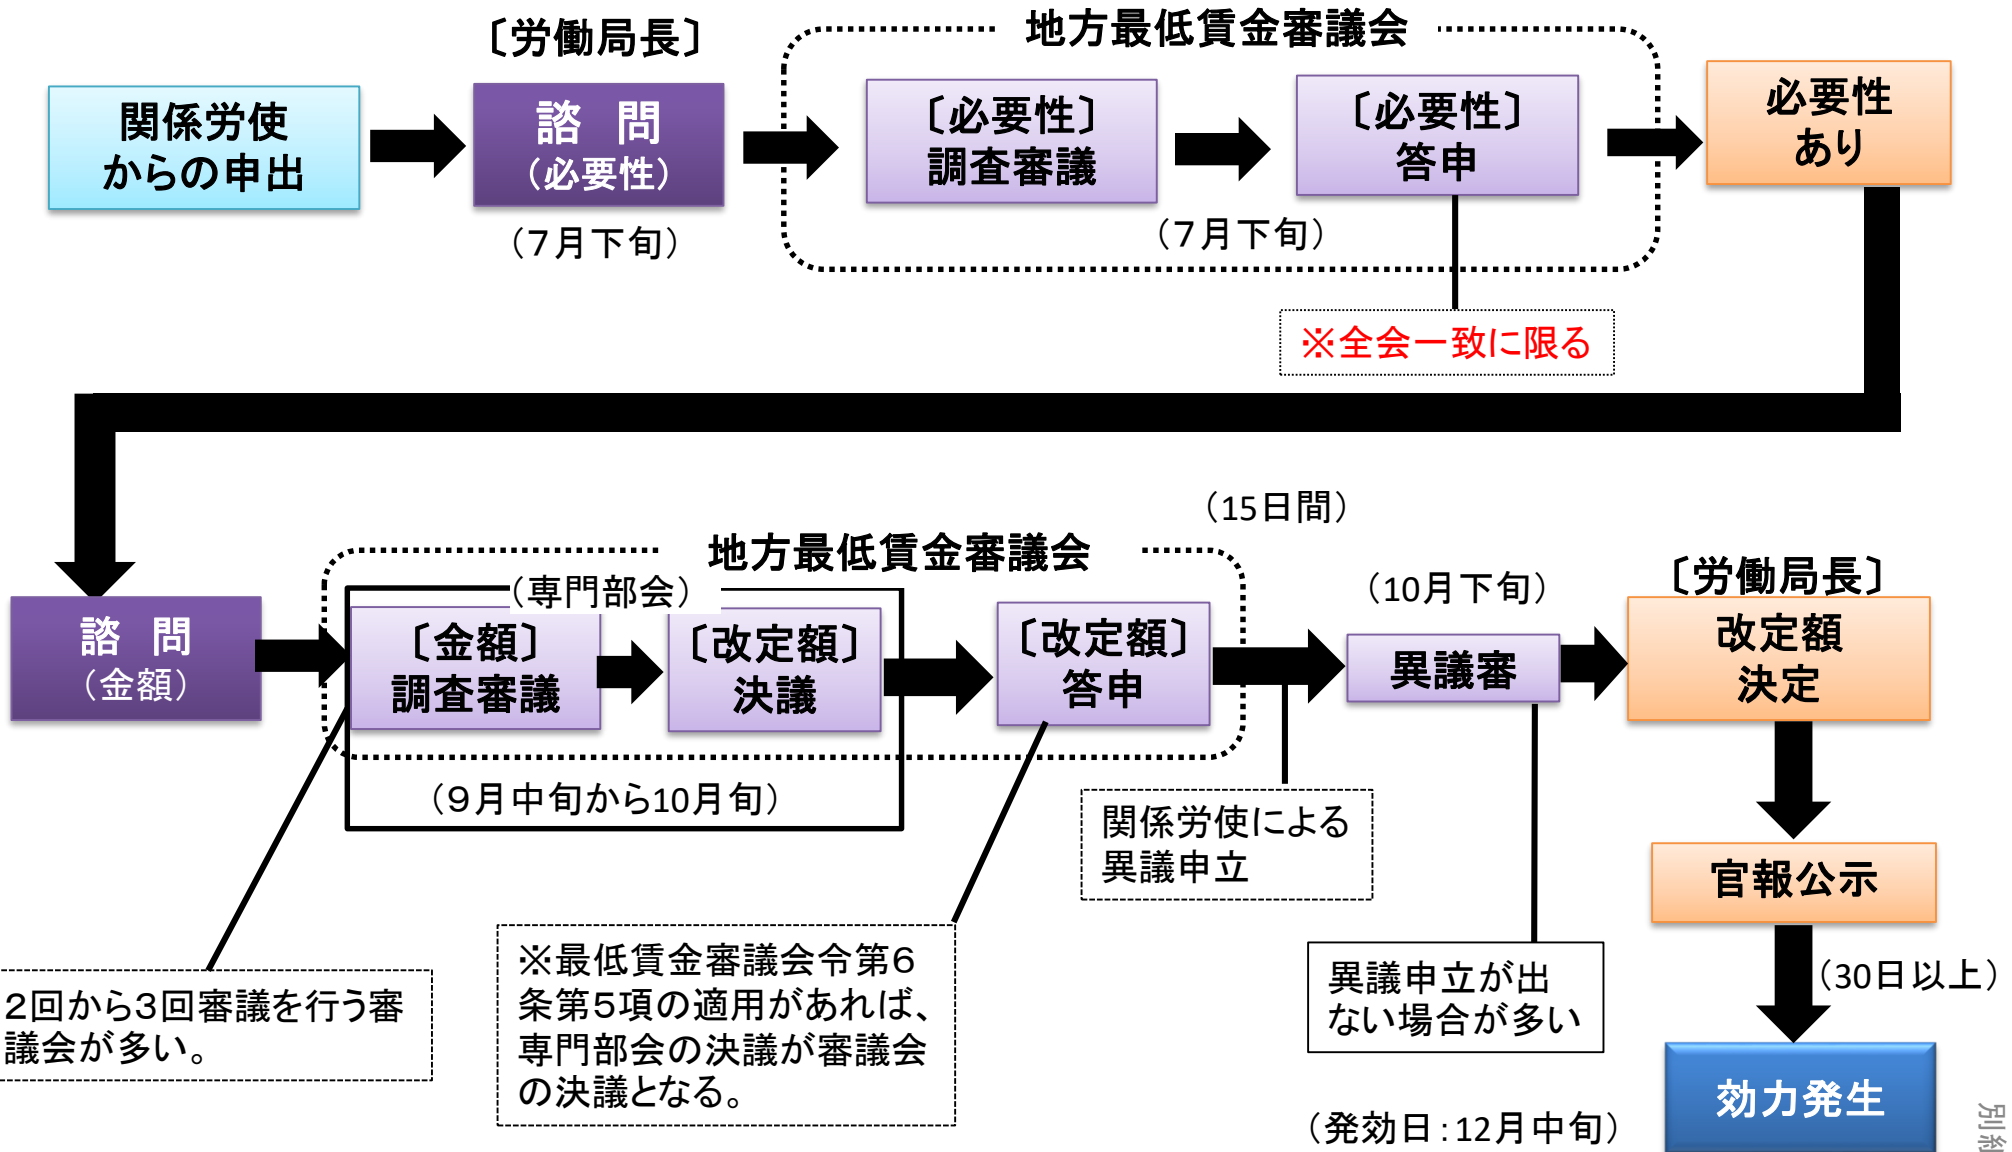 〔労働局長〕
地方最低賃金審議会
関係労使
からの申出
諮　問
（必要性）
〔必要性〕
調査審議
〔必要性〕
答申
必要性
あり
（７月下旬）
（７月下旬）
※全会一致に限る
（15日間）
地方最低賃金審議会
（専門部会）
（10月下旬）
〔労働局長〕
諮　問
（金額）
〔金額〕
調査審議
〔改定額〕
決議
〔改定額〕
答申
異議審
改定額
決定
（９月中旬から10月旬）
関係労使による
異議申立
官報公示
２回から３回審議を行う審
議会が多い。
※最低賃金審議会令第６
条第５項の適用があれば、
専門部会の決議が審議会
の決議となる。
異議申立が出
ない場合が多い
（30日以上）
効力発生
（発効日：12月中旬）
別紙